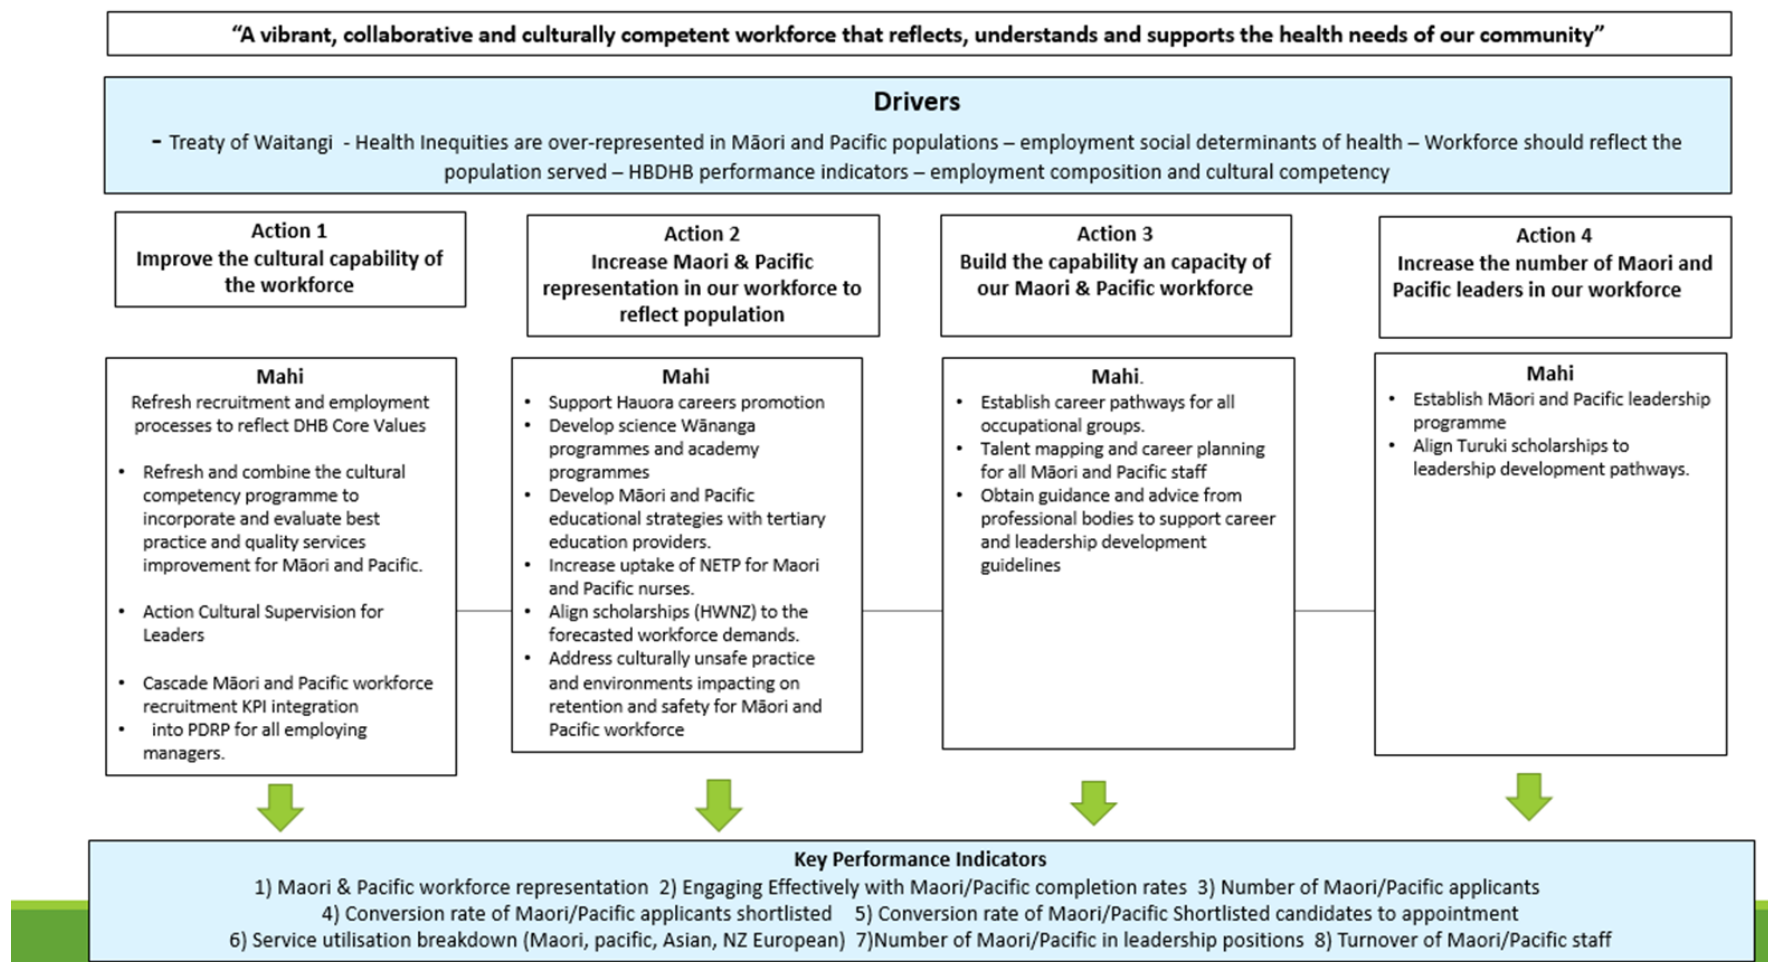 “A vibrant, collaborative and culturally competent workforce that reflects, understands and supports the health needs of our community”
Drivers
- Treaty of Waitangi - Health Inequities are over-represented in Māori and Pacific populations – employment social determinants of health – Workforce should reflect the
population served – HBDHB performance indicators – employment composition and cultural competency
Action 1
Improve the cultural capability of
the workforce
Action 2
Increase Maori & Pacific
representation in our workforce to
reflect population
Action 3
Build the capability an capacity of
our Maori & Pacific workforce
Action 4
Increase the number of Maori and
Pacific leaders in our workforce
Mahi
Refresh recruitment and employment
processes to reflect DHB Core Values
• Refresh and combine the cultural
competency programme to
incorporate and evaluate best
practice and quality services
improvement for Māori and Pacific.
• Action Cultural Supervision for
Leaders
• Cascade Māori and Pacific workforce
recruitment KPI integration
• into PDRP for all employing
managers.
Mahi
• Support Hauora careers promotion
• Develop science Wānanga
programmes and academy
programmes
• Develop Māori and Pacific
educational strategies with tertiary
education providers.
• Increase uptake of NETP for Maori
and Pacific nurses.
• Align scholarships (HWNZ) to the
forecasted workforce demands.
• Address culturally unsafe practice
and environments impacting on
retention and safety for Māori and
Pacific workforce
Mahi.
• Establish career pathways for all
occupational groups.
• Talent mapping and career planning
for all Māori and Pacific staff
• Obtain guidance and advice from
professional bodies to support career
and leadership development
guidelines
Mahi
• Establish Māori and Pacific leadership
programme
• Align Turuki scholarships to
leadership development pathways.
Key Performance Indicators
1) Maori & Pacific workforce representation 2) Engaging Effectively with Maori/Pacific completion rates 3) Number of Maori/Pacific applicants
4) Conversion rate of Maori/Pacific applicants shortlisted 5) Conversion rate of Maori/Pacific Shortlisted candidates to appointment
6) Service utilisation breakdown (Maori, pacific, Asian, NZ European) 7)Number of Maori/Pacific in leadership positions 8) Turnover of Maori/Pacific staff